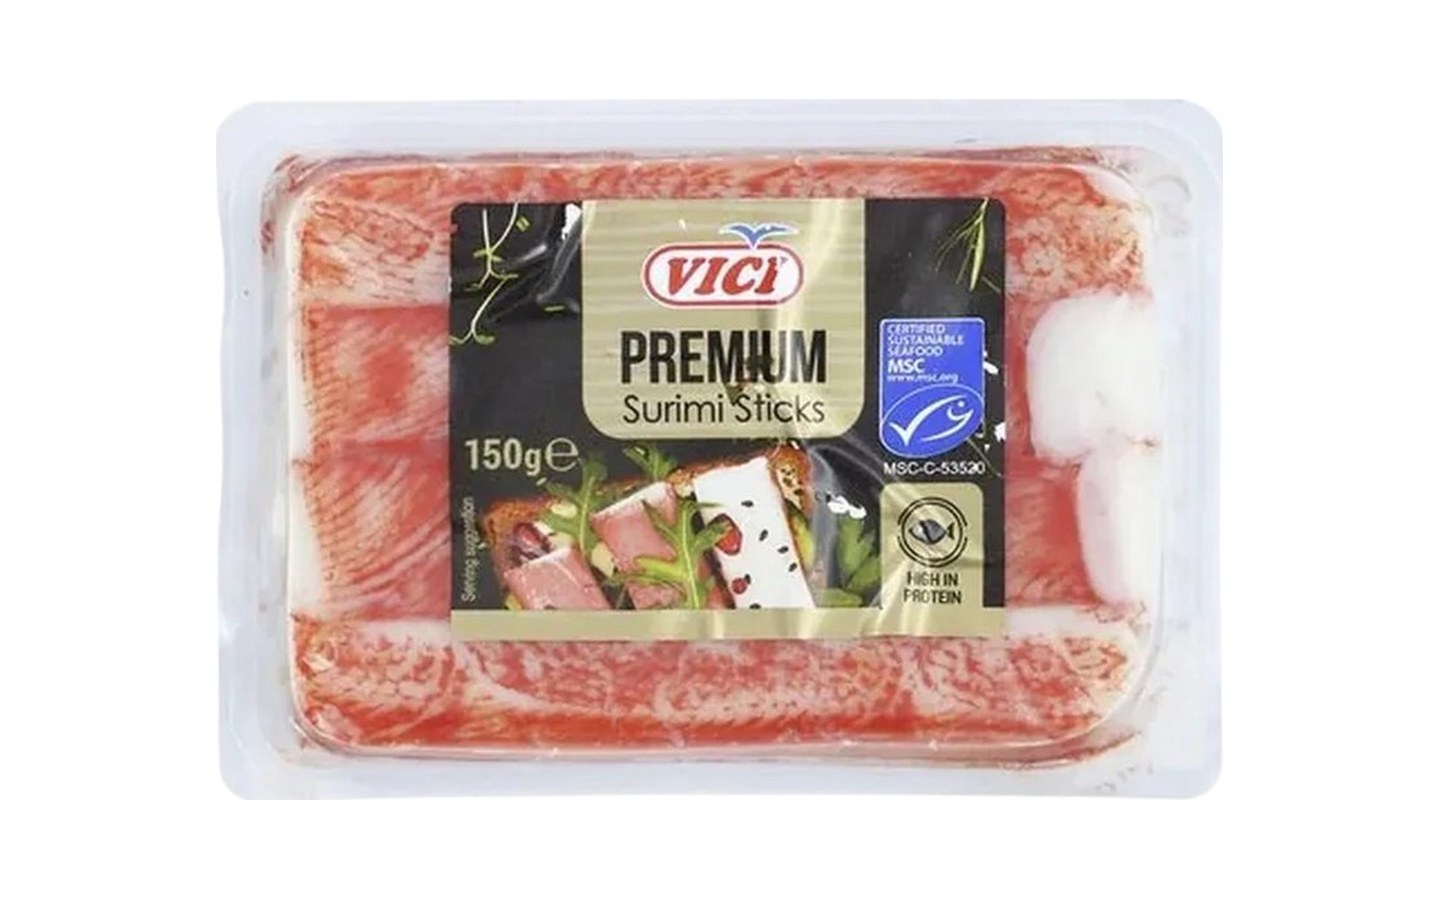 VICI
PREMIUM
Surimi Sticks
150g℮
Serving suggestion
CERTIFIED
SUSTAINABLE
SEAFOOD
MSC
www.msc.org
MSC-C-53520
HIGH IN
PROTEIN